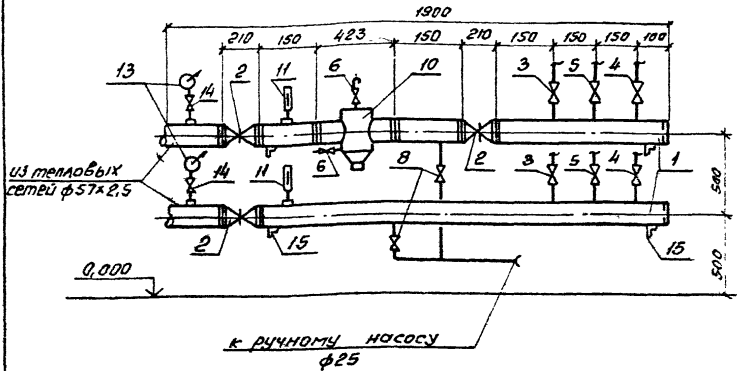 1900
210 150 423 150 210 150 150 150 100
13 14 2 11 6 10 3 5 4
6 8 2 1
из тепловых
сетей ф57×2,5
14 11 3 5 4
2 15 15
500
500
0,000
к ручному насосу
ф25